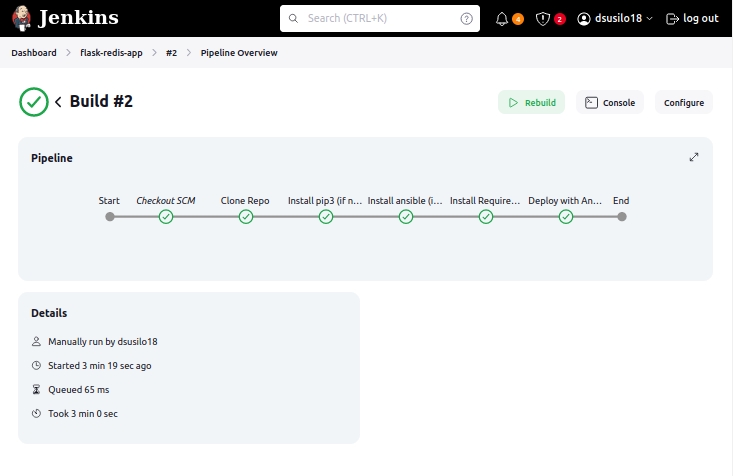 Jenkins
Search (CTRL+K)
?
4
2
dsusilo18
log out
Dashboard > flask-redis-app > #2 > Pipeline Overview
Build #2
Rebuild
Console
Configure
Pipeline
Start Checkout SCM Clone Repo Install pip3 (if n... Install ansible (i... Install Require... Deploy with An... End
Details
Manually run by dsusilo18
Started 3 min 19 sec ago
Queued 65 ms
Took 3 min 0 sec